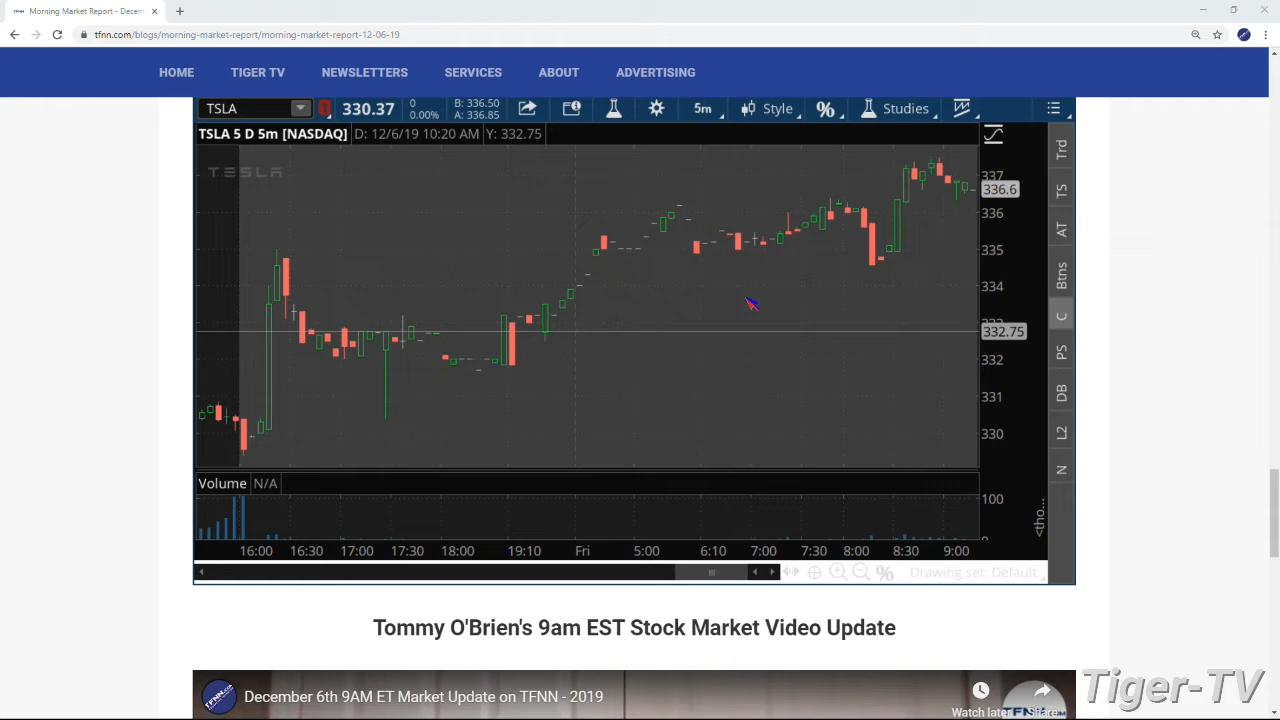 Morning Market Report - Decem
tfnn.com/blogs/morning-market-report/morning-market-report-12-06-19
HOME TIGER TV NEWSLETTERS SERVICES ABOUT ADVERTISING
TSLA 330.37 0 0.00% B: 336.50 A: 336.85 5m Style % Studies
TSLA 5 D 5m [NASDAQ] D: 12/6/19 10:20 AM Y: 332.75
TESLA
337
336.6
336
335
334
332.75
332
331
330
Trd
TS
AT
Btns
C
PS
DB
L2
N
Volume N/A
100
<tho...
0
16:00 16:30 17:00 17:30 18:00 19:10 Fri 5:00 6:10 7:00 7:30 8:00 8:30 9:00
% Drawing set: Default
Tommy O'Brien's 9am EST Stock Market Video Update
December 6th 9AM ET Market Update on TFNN - 2019
Watch later Share
Tiger-TV